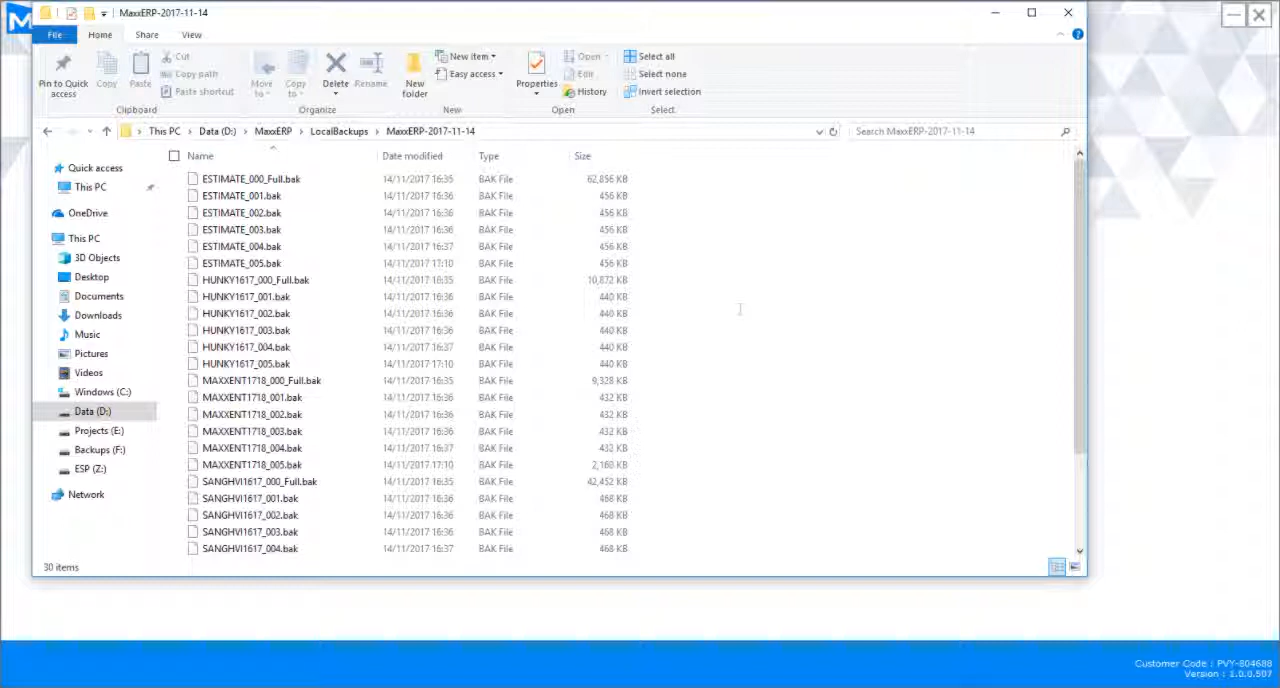 MaxxERP-2017-11-14
File Home Share View
Pin to Quick access
Copy
Paste
Cut
Copy path
Paste shortcut
Move to
Copy to
Delete
Rename
New folder
New item
Easy access
Properties
Open
Edit
History
Select all
Select none
Invert selection
Clipboard Organize New Open Select
This PC > Data (D:) > MaxxERP > LocalBackups > MaxxERP-2017-11-14
Search MaxxERP-2017-11-14
Quick access
This PC
OneDrive
This PC
3D Objects
Desktop
Documents
Downloads
Music
Pictures
Videos
Windows (C:)
Data (D:)
Projects (E:)
Backups (F:)
ESP (Z:)
Network
Name Date modified Type Size
ESTIMATE_000_Full.bak 14/11/2017 16:35 BAK File 62,856 KB
ESTIMATE_001.bak 14/11/2017 16:36 BAK File 456 KB
ESTIMATE_002.bak 14/11/2017 16:36 BAK File 456 KB
ESTIMATE_003.bak 14/11/2017 16:36 BAK File 456 KB
ESTIMATE_004.bak 14/11/2017 16:37 BAK File 456 KB
ESTIMATE_005.bak 14/11/2017 17:10 BAK File 456 KB
HUNKY1617_000_Full.bak 14/11/2017 16:35 BAK File 10,872 KB
HUNKY1617_001.bak 14/11/2017 16:36 BAK File 440 KB
HUNKY1617_002.bak 14/11/2017 16:36 BAK File 440 KB
HUNKY1617_003.bak 14/11/2017 16:36 BAK File 440 KB
HUNKY1617_004.bak 14/11/2017 16:37 BAK File 440 KB
HUNKY1617_005.bak 14/11/2017 17:10 BAK File 440 KB
MAXXENT1718_000_Full.bak 14/11/2017 16:35 BAK File 9,328 KB
MAXXENT1718_001.bak 14/11/2017 16:36 BAK File 432 KB
MAXXENT1718_002.bak 14/11/2017 16:36 BAK File 432 KB
MAXXENT1718_003.bak 14/11/2017 16:36 BAK File 432 KB
MAXXENT1718_004.bak 14/11/2017 16:37 BAK File 432 KB
MAXXENT1718_005.bak 14/11/2017 17:10 BAK File 2,160 KB
SANGHVI1617_000_Full.bak 14/11/2017 16:35 BAK File 42,452 KB
SANGHVI1617_001.bak 14/11/2017 16:36 BAK File 468 KB
SANGHVI1617_002.bak 14/11/2017 16:36 BAK File 468 KB
SANGHVI1617_003.bak 14/11/2017 16:36 BAK File 468 KB
SANGHVI1617_004.bak 14/11/2017 16:37 BAK File 468 KB
30 items
Customer Code : PVY-804688
Version : 1.0.0.507